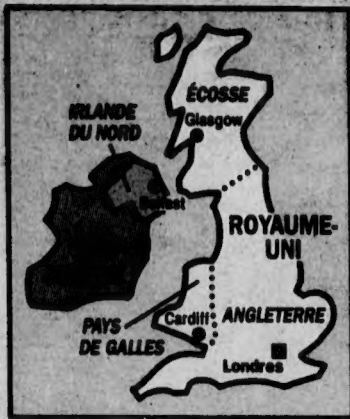 ÉCOSSE
Glasgow
IRLANDE
DU NORD
Belfast
ROYAUME-
UNI
PAYS
DE GALLES
Cardiff
ANGLETERRE
Londres